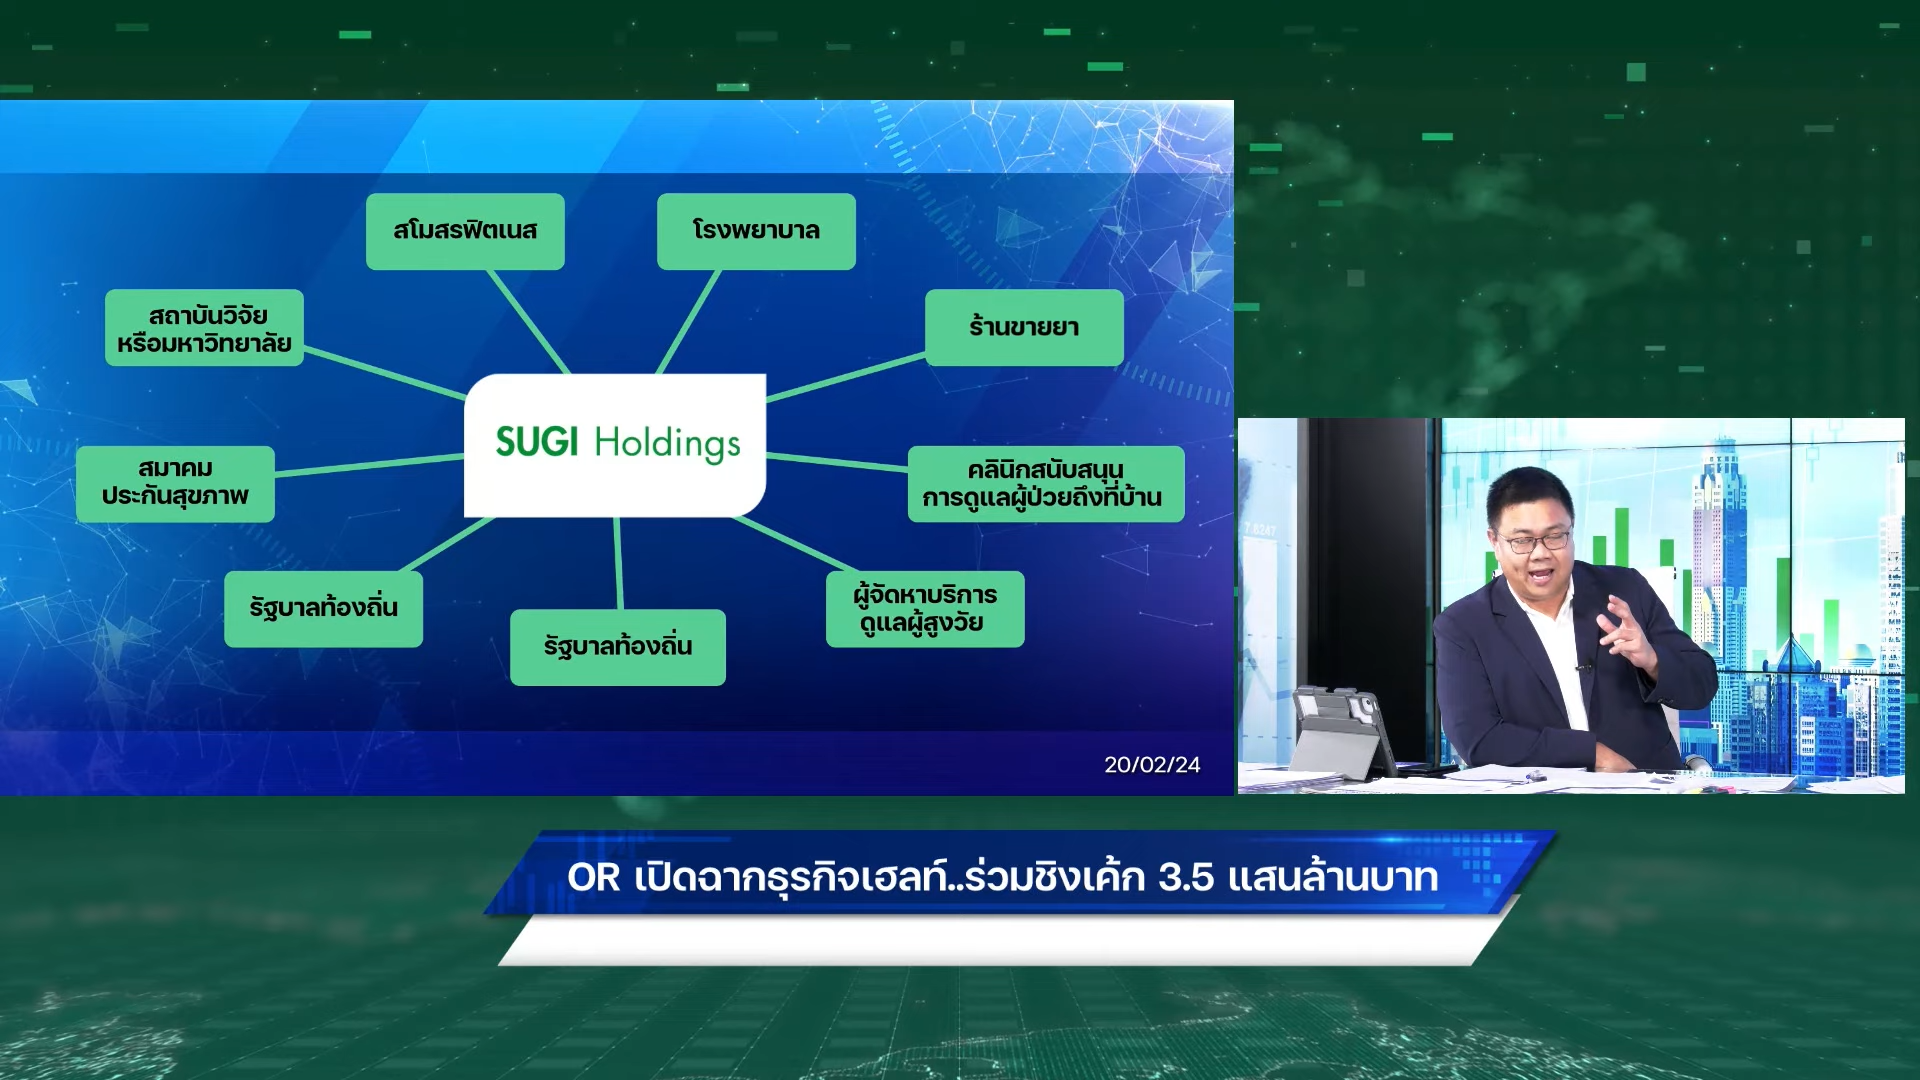 สโมสรฟิตเนส
โรงพยาบาล
สถาบันวิจัย
หรือมหาวิทยาลัย
ร้านขายยา
SUGI Holdings
สมาคม
ประกันสุขภาพ
คลินิกสนับสนุน
การดูแลผู้ป่วยถึงที่บ้าน
รัฐบาลท้องถิ่น
รัฐบาลท้องถิ่น
ผู้จัดหาบริการ
ดูแลผู้สูงวัย
20/02/24
7.8247
OR เปิดฉากธุรกิจเฮลท์..ร่วมชิงเค้ก 3.5 แสนล้านบาท